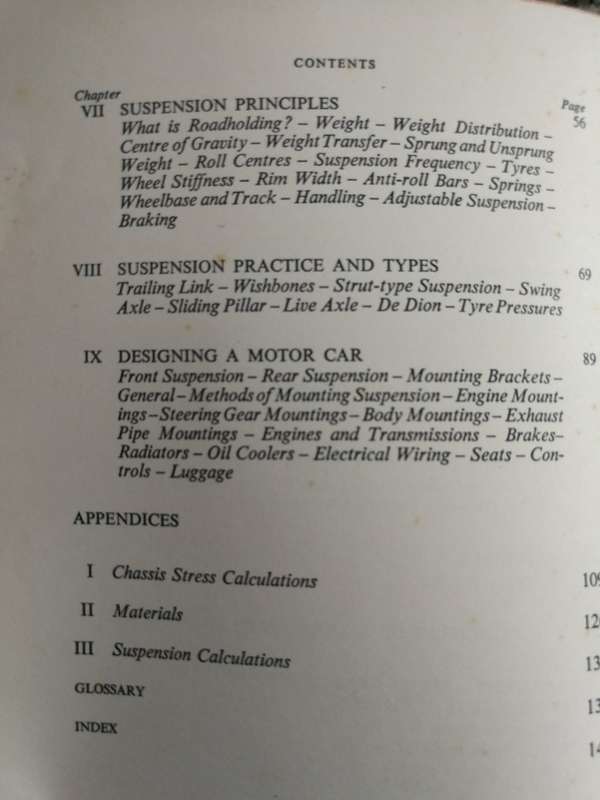 CONTENTS
Chapter Page
VII SUSPENSION PRINCIPLES 56
What is Roadholding? – Weight – Weight Distribution –
Centre of Gravity – Weight Transfer – Sprung and Unsprung
Weight – Roll Centres – Suspension Frequency – Tyres –
Wheel Stiffness – Rim Width – Anti-roll Bars – Springs –
Wheelbase and Track – Handling – Adjustable Suspension –
Braking
VIII SUSPENSION PRACTICE AND TYPES 69
Trailing Link – Wishbones – Strut-type Suspension – Swing
Axle – Sliding Pillar – Live Axle – De Dion – Tyre Pressures
IX DESIGNING A MOTOR CAR 89
Front Suspension – Rear Suspension – Mounting Brackets –
General – Methods of Mounting Suspension – Engine Mount-
ings – Steering Gear Mountings – Body Mountings – Exhaust
Pipe Mountings – Engines and Transmissions – Brakes –
Radiators – Oil Coolers – Electrical Wiring – Seats – Con-
trols – Luggage
APPENDICES
I Chassis Stress Calculations 109
II Materials
III Suspension Calculations
GLOSSARY
INDEX